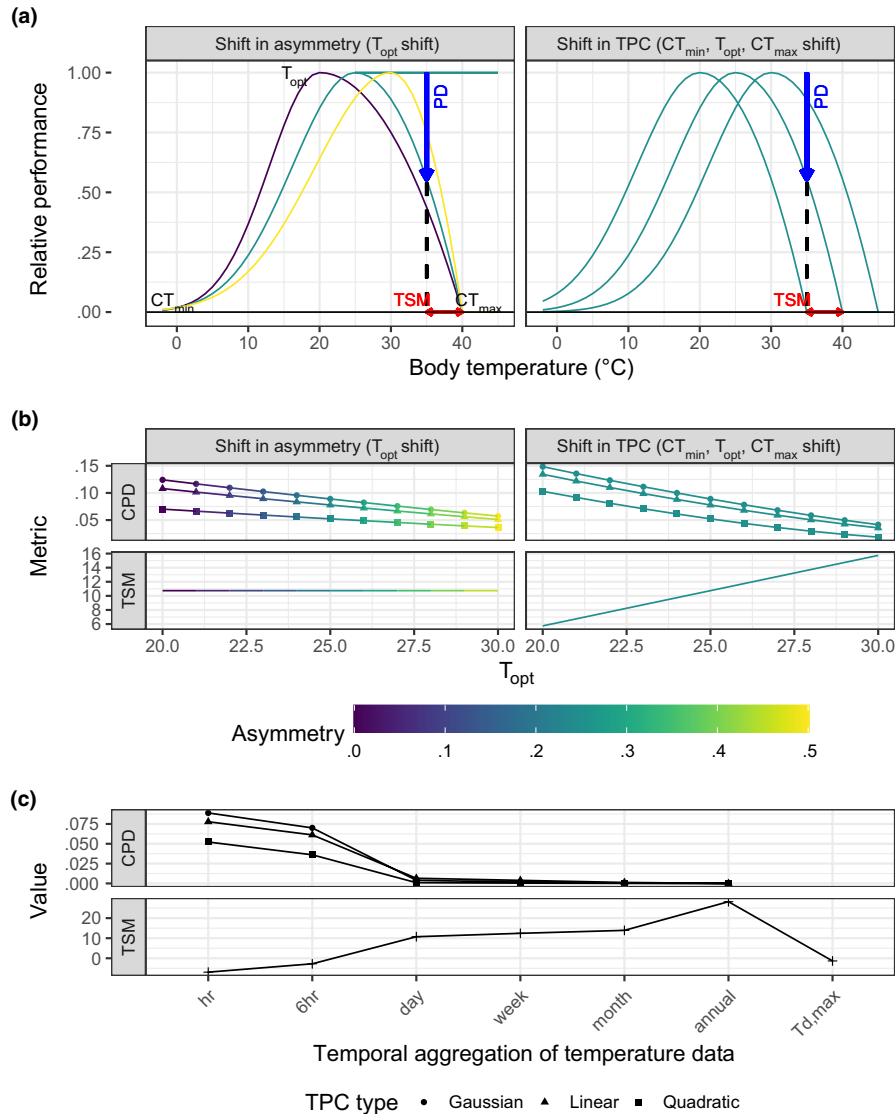 (a)
Shift in asymmetry (Topt shift)
Shift in TPC (CTmin, Topt, CTmax shift)
Relative performance
1.00
.75
.50
.25
.00
Topt
PD
CTmin
TSM
CTmax
PD
TSM
0
10
20
30
40
0
10
20
30
40
Body temperature (°C)
(b)
Shift in asymmetry (Topt shift)
Shift in TPC (CTmin, Topt, CTmax shift)
Metric
CPD
.15
.10
.05
TSM
16
14
12
10
8
6
20.0
22.5
25.0
27.5
30.0
20.0
22.5
25.0
27.5
30.0
Topt
Asymmetry
.0
.1
.2
.3
.4
.5
(c)
Value
CPD
.075
.050
.025
.000
TSM
20
10
0
hr
6hr
day
week
month
annual
Td,max
Temporal aggregation of temperature data
TPC type Gaussian Linear Quadratic